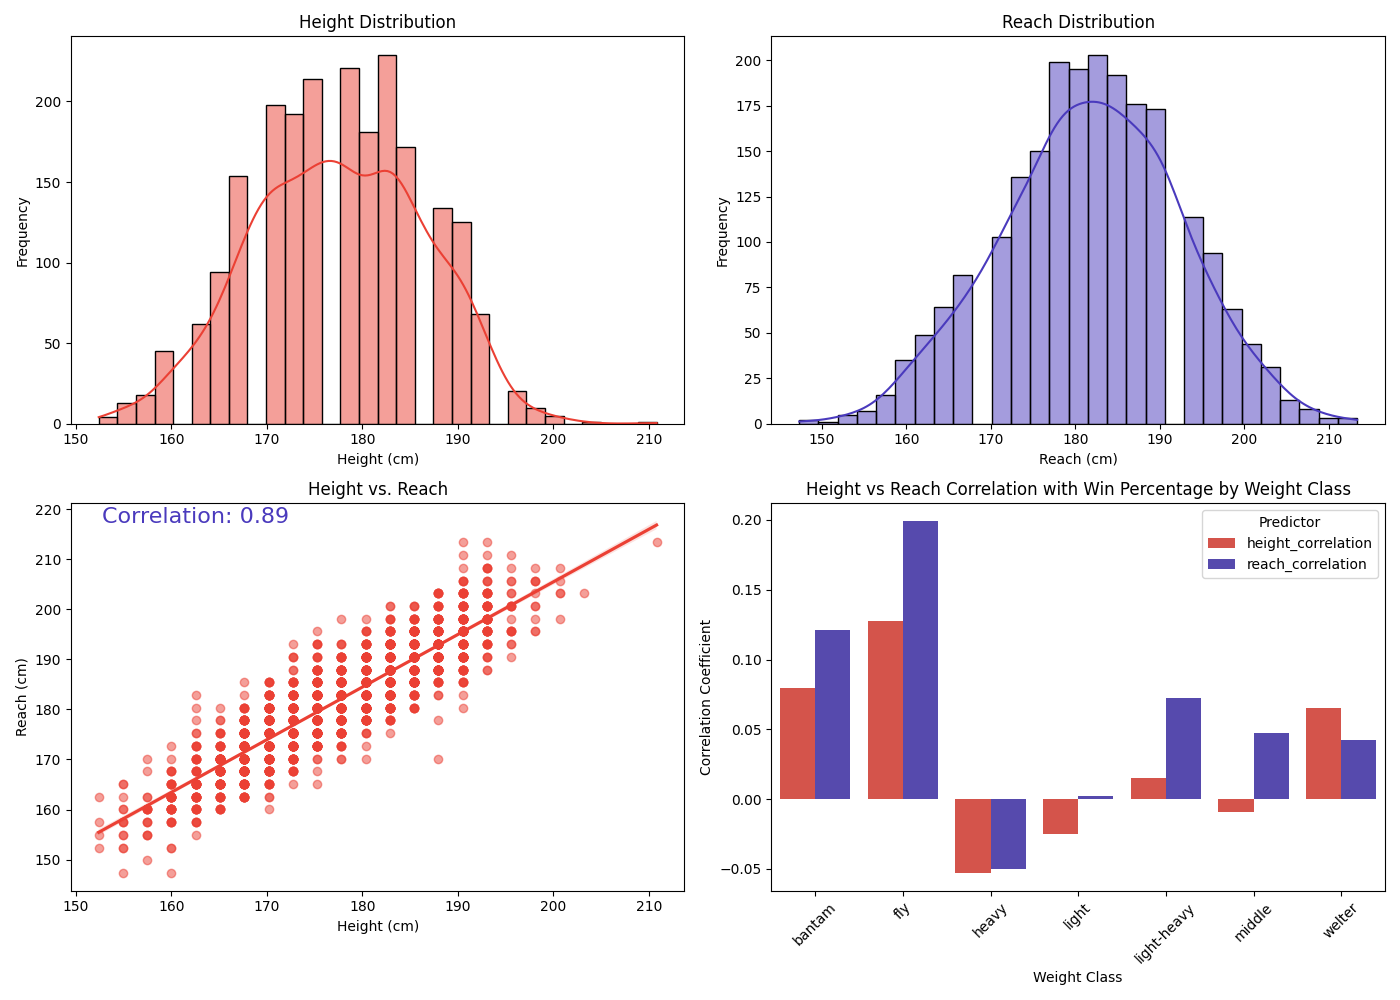 Height Distribution
Frequency
200
150
100
50
0
150 160 170 180 190 200 210
Height (cm)
Reach Distribution
Frequency
200
175
150
125
100
75
50
25
0
150 160 170 180 190 200 210
Reach (cm)
Height vs. Reach
Correlation: 0.89
Reach (cm)
220
210
200
190
180
170
160
150
150 160 170 180 190 200 210
Height (cm)
Height vs Reach Correlation with Win Percentage by Weight Class
Predictor
height_correlation
reach_correlation
Correlation Coefficient
0.20
0.15
0.10
0.05
0.00
−0.05
bantam fly heavy light light-heavy middle welter
Weight Class